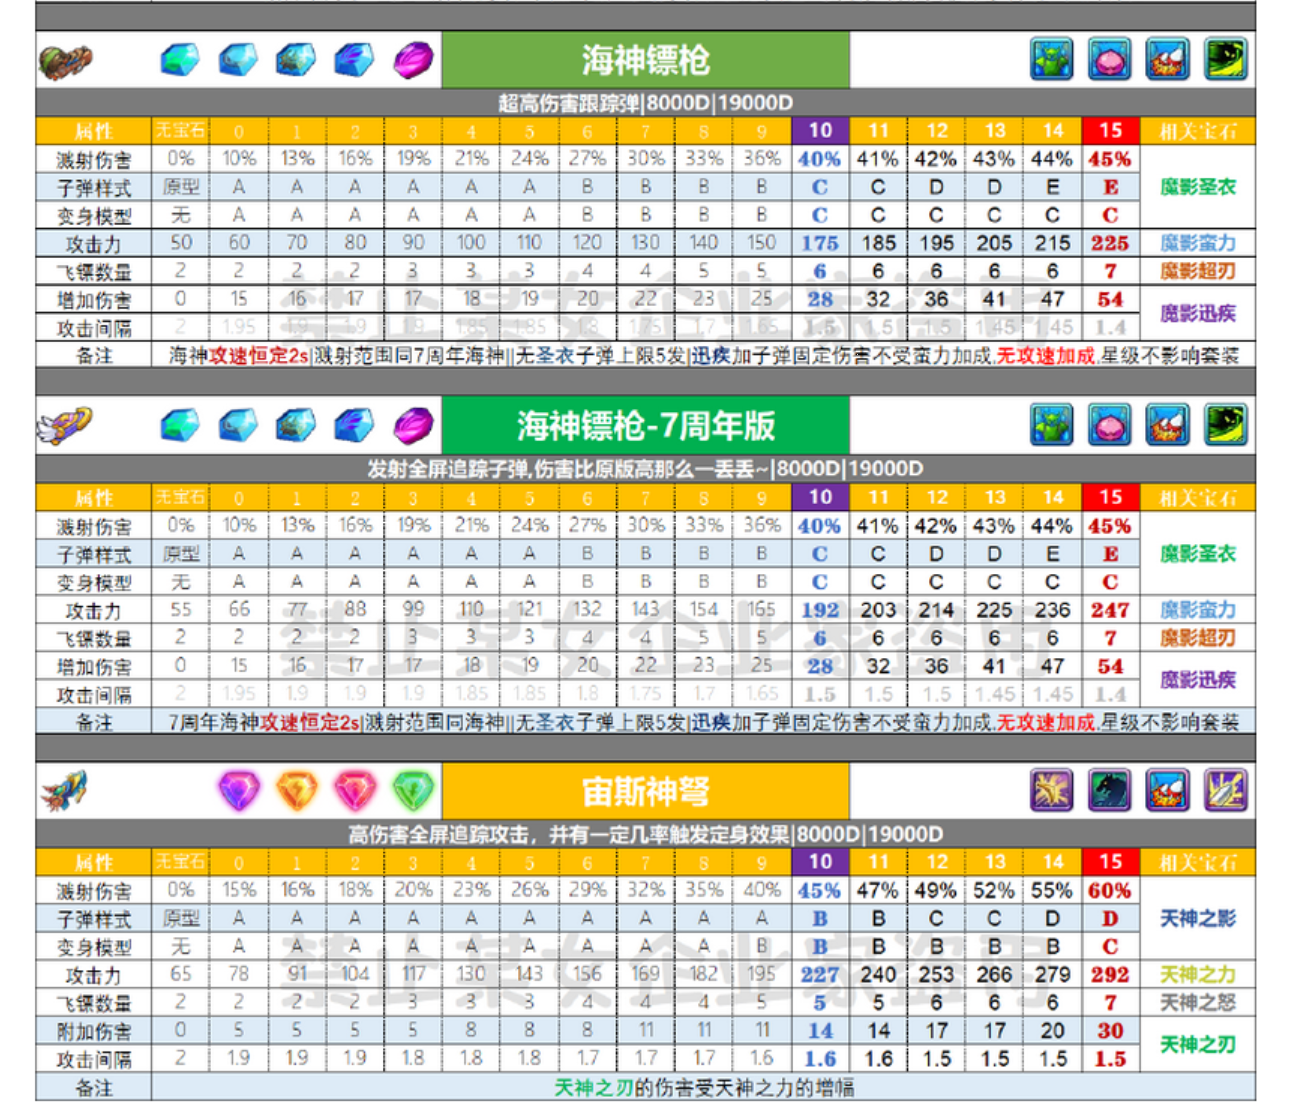 海神镖枪
超高伤害跟踪弹|8000D|19000D
属性 无宝石 0 1 2 3 4 5 6 7 8 9 10 11 12 13 14 15 相关宝石
溅射伤害 0% 10% 13% 16% 19% 21% 24% 27% 30% 33% 36% 40% 41% 42% 43% 44% 45%
子弹样式 原型 A A A A A A B B B B C C D D E E 魔影圣衣
变身模型 无 A A A A A A B B B B C C C C C C
攻击力 50 60 70 80 90 100 110 120 130 140 150 175 185 195 205 215 225 魔影蛮力
飞镖数量 2 2 2 2 3 3 3 4 4 5 5 6 6 6 6 6 7 魔影超刃
增加伤害 0 15 16 17 17 18 19 20 22 23 25 28 32 36 41 47 54 魔影迅疾
攻击间隔 2 1.95 1.9 1.9 1.9 1.85 1.85 1.8 1.75 1.7 1.65 1.5 1.5 1.5 1.45 1.45 1.4
备注 海神攻速恒定2s|溅射范围同7周年海神||无圣衣子弹上限5发|迅疾加子弹固定伤害不受蛮力加成,无攻速加成,星级不影响套装
海神镖枪-7周年版
发射全屏追踪子弹,伤害比原版高那么一丢丢~|8000D|19000D
属性 无宝石 0 1 2 3 4 5 6 7 8 9 10 11 12 13 14 15 相关宝石
溅射伤害 0% 10% 13% 16% 19% 21% 24% 27% 30% 33% 36% 40% 41% 42% 43% 44% 45%
子弹样式 原型 A A A A A A B B B B C C D D E E 魔影圣衣
变身模型 无 A A A A A A B B B B C C C C C C
攻击力 55 66 77 88 99 110 121 132 143 154 165 192 203 214 225 236 247 魔影蛮力
飞镖数量 2 2 2 2 3 3 3 4 4 5 5 6 6 6 6 6 7 魔影超刃
增加伤害 0 15 16 17 17 18 19 20 22 23 25 28 32 36 41 47 54 魔影迅疾
攻击间隔 2 1.95 1.9 1.9 1.9 1.85 1.85 1.8 1.75 1.7 1.65 1.5 1.5 1.5 1.45 1.45 1.4
备注 7周年海神攻速恒定2s|溅射范围同海神||无圣衣子弹上限5发|迅疾加子弹固定伤害不受蛮力加成,无攻速加成,星级不影响套装
宙斯神弩
高伤害全屏追踪攻击，并有一定几率触发定身效果|8000D|19000D
属性 无宝石 0 1 2 3 4 5 6 7 8 9 10 11 12 13 14 15 相关宝石
溅射伤害 0% 15% 16% 18% 20% 23% 26% 29% 32% 35% 40% 45% 47% 49% 52% 55% 60%
子弹样式 原型 A A A A A A A A A A B B C C D D 天神之影
变身模型 无 A A A A A A A A A B B B B B B C
攻击力 65 78 91 104 117 130 143 156 169 182 195 227 240 253 266 279 292 天神之力
飞镖数量 2 2 2 2 3 3 3 4 4 4 5 5 5 6 6 6 7 天神之怒
附加伤害 0 5 5 5 5 8 8 8 11 11 11 14 14 17 17 20 30 天神之刃
攻击间隔 2 1.9 1.9 1.9 1.8 1.8 1.8 1.7 1.7 1.7 1.6 1.6 1.6 1.5 1.5 1.5 1.5
备注 天神之刃的伤害受天神之力的增幅
禁止某女企业家盗用
禁止某女企业家盗用
禁止某女企业家盗用